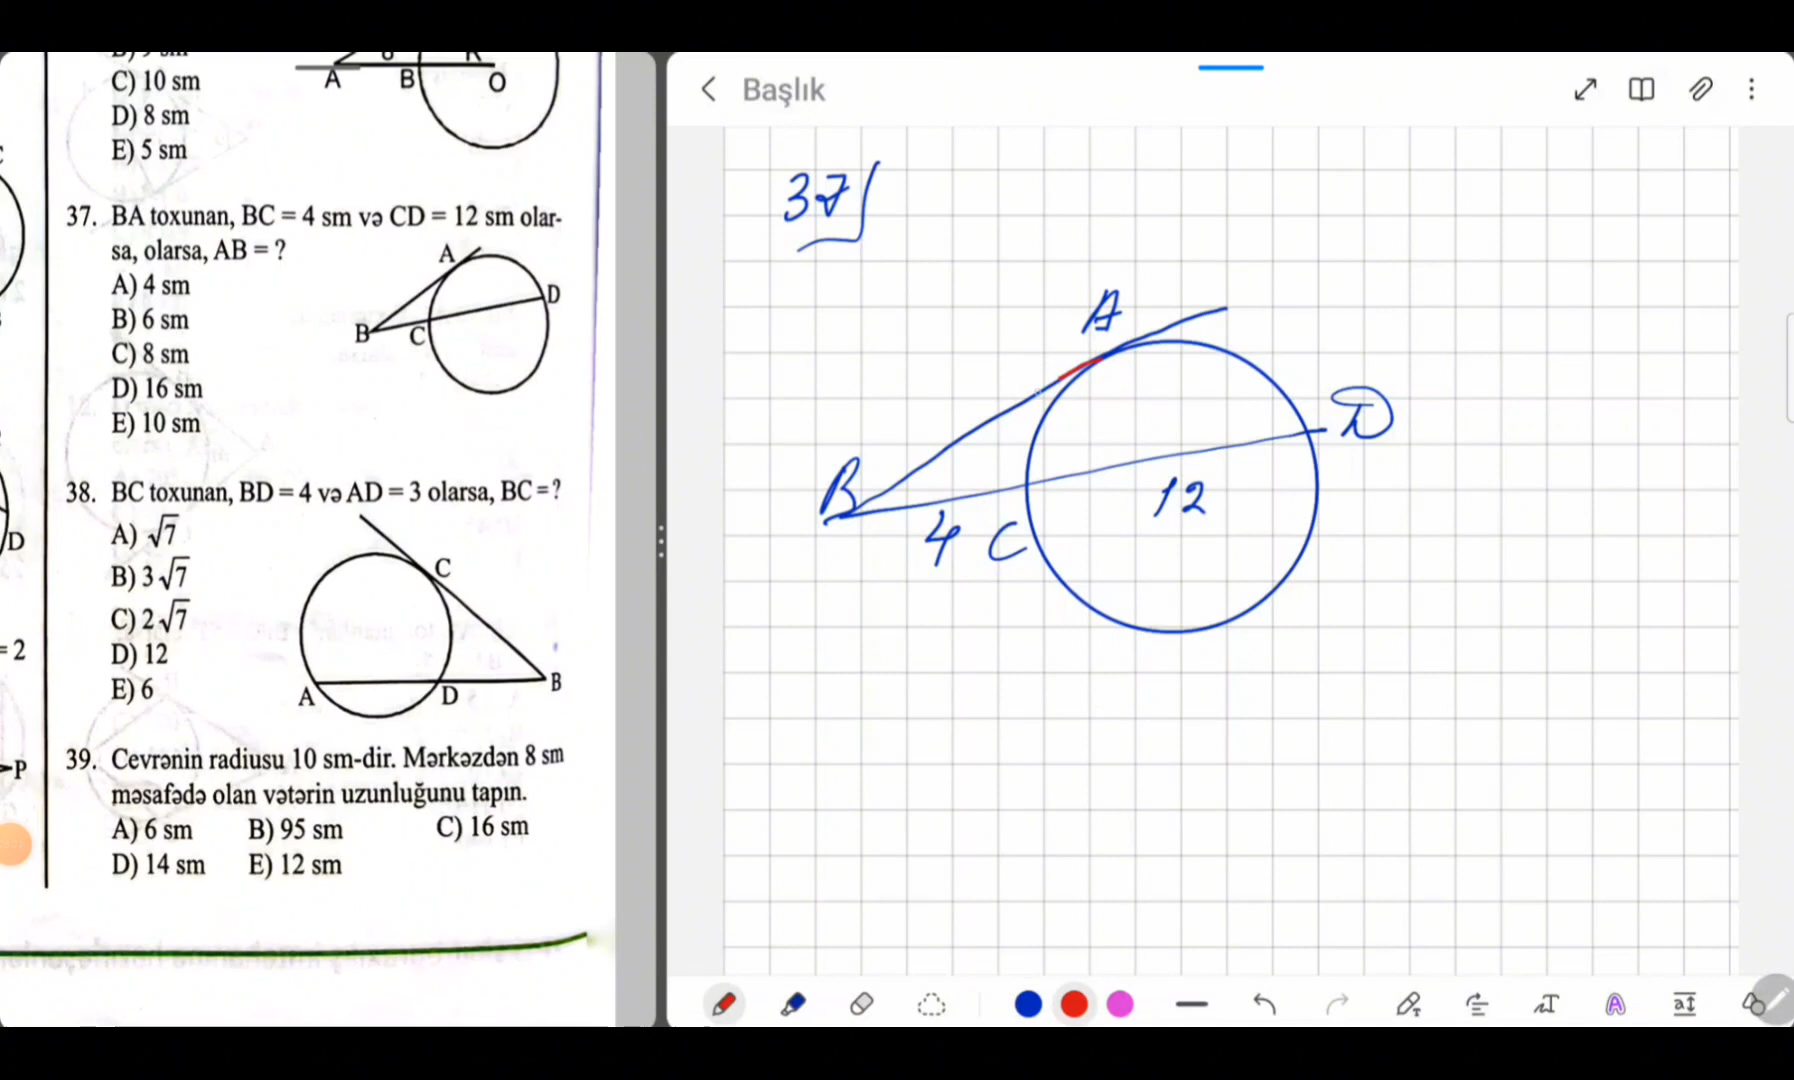 C) 10 sm
D) 8 sm
E) 5 sm
A B O
37. BA toxunan, BC = 4 sm və CD = 12 sm olar-
sa, olarsa, AB = ?
A) 4 sm
B) 6 sm
C) 8 sm
D) 16 sm
E) 10 sm
A
D
B C
38. BC toxunan, BD = 4 və AD = 3 olarsa, BC = ?
A) √7
B) 3√7
C) 2√7
D) 12
E) 6
C
A D B
39. Cevrənin radiusu 10 sm-dir. Mərkəzdən 8 sm
məsafədə olan vətərin uzunluğunu tapın.
A) 6 sm B) 95 sm C) 16 sm
D) 14 sm E) 12 sm
D
= 2
P
Başlık
37
A
D
B
12
4 C